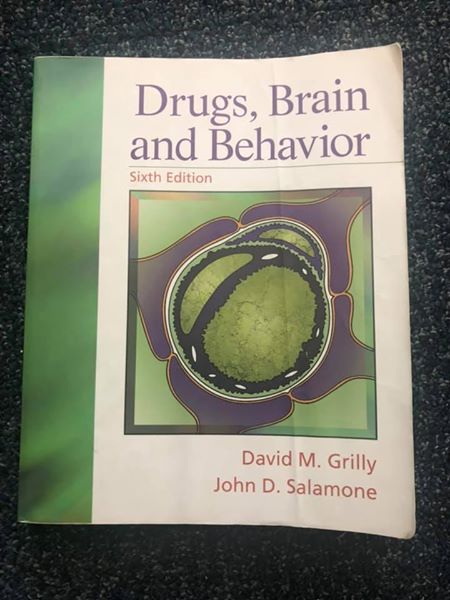 Drugs, Brain
and Behavior
Sixth Edition
David M. Grilly
John D. Salamone